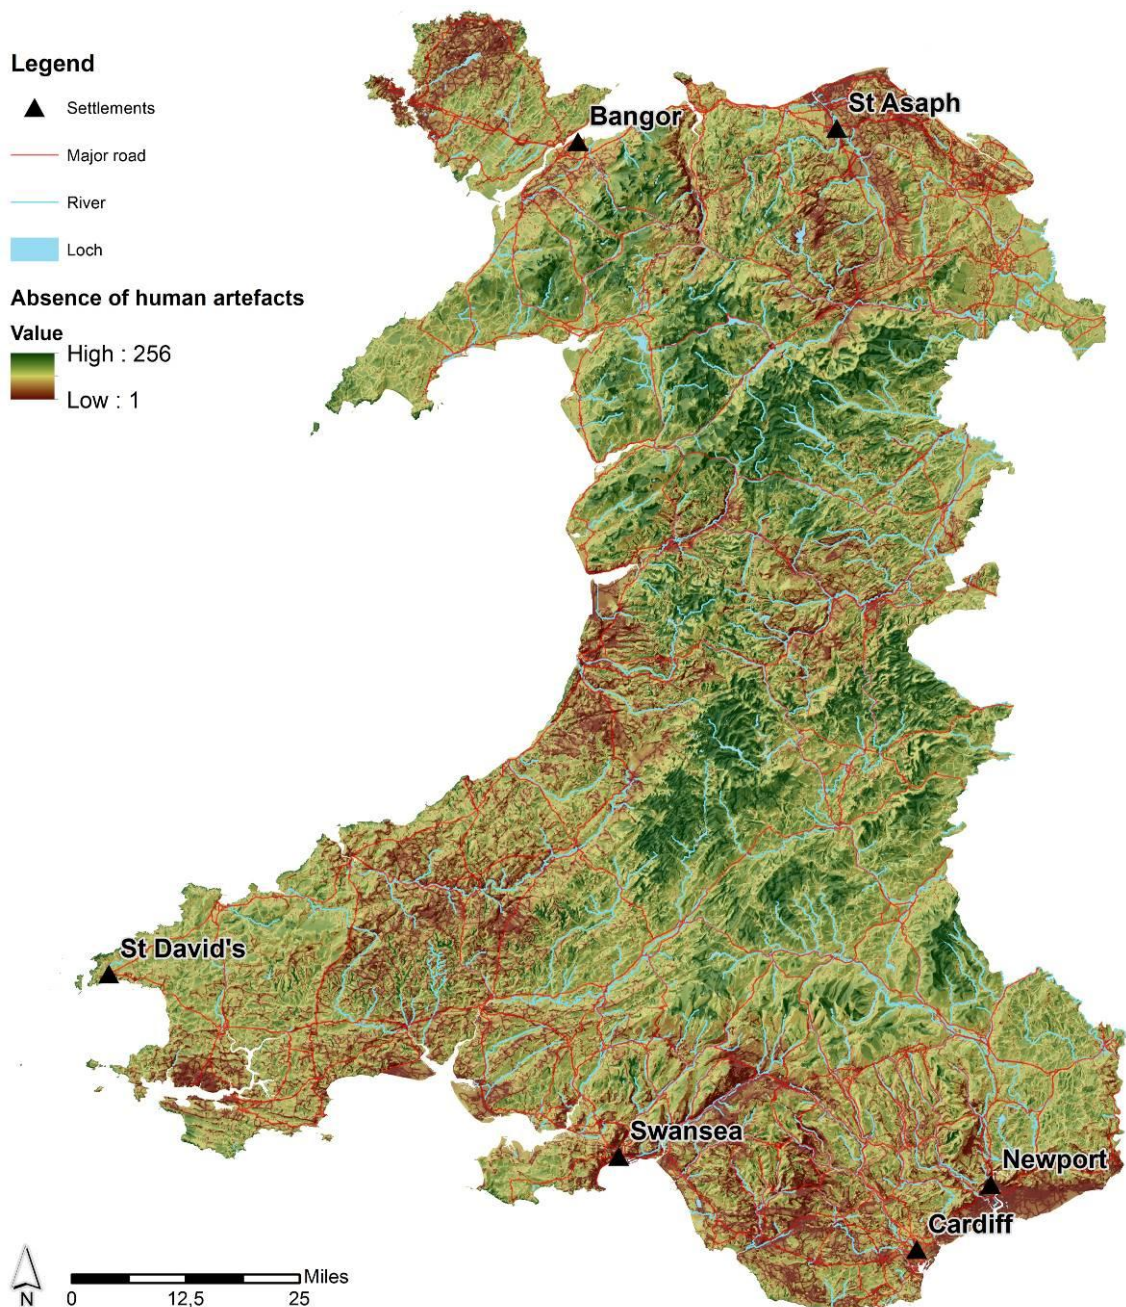 Legend
Settlements
Major road
River
Loch
Absence of human artefacts
Value
High : 256
Low : 1
Bangor
St Asaph
St David's
Swansea
Newport
Cardiff
N
Miles
0 12,5 25